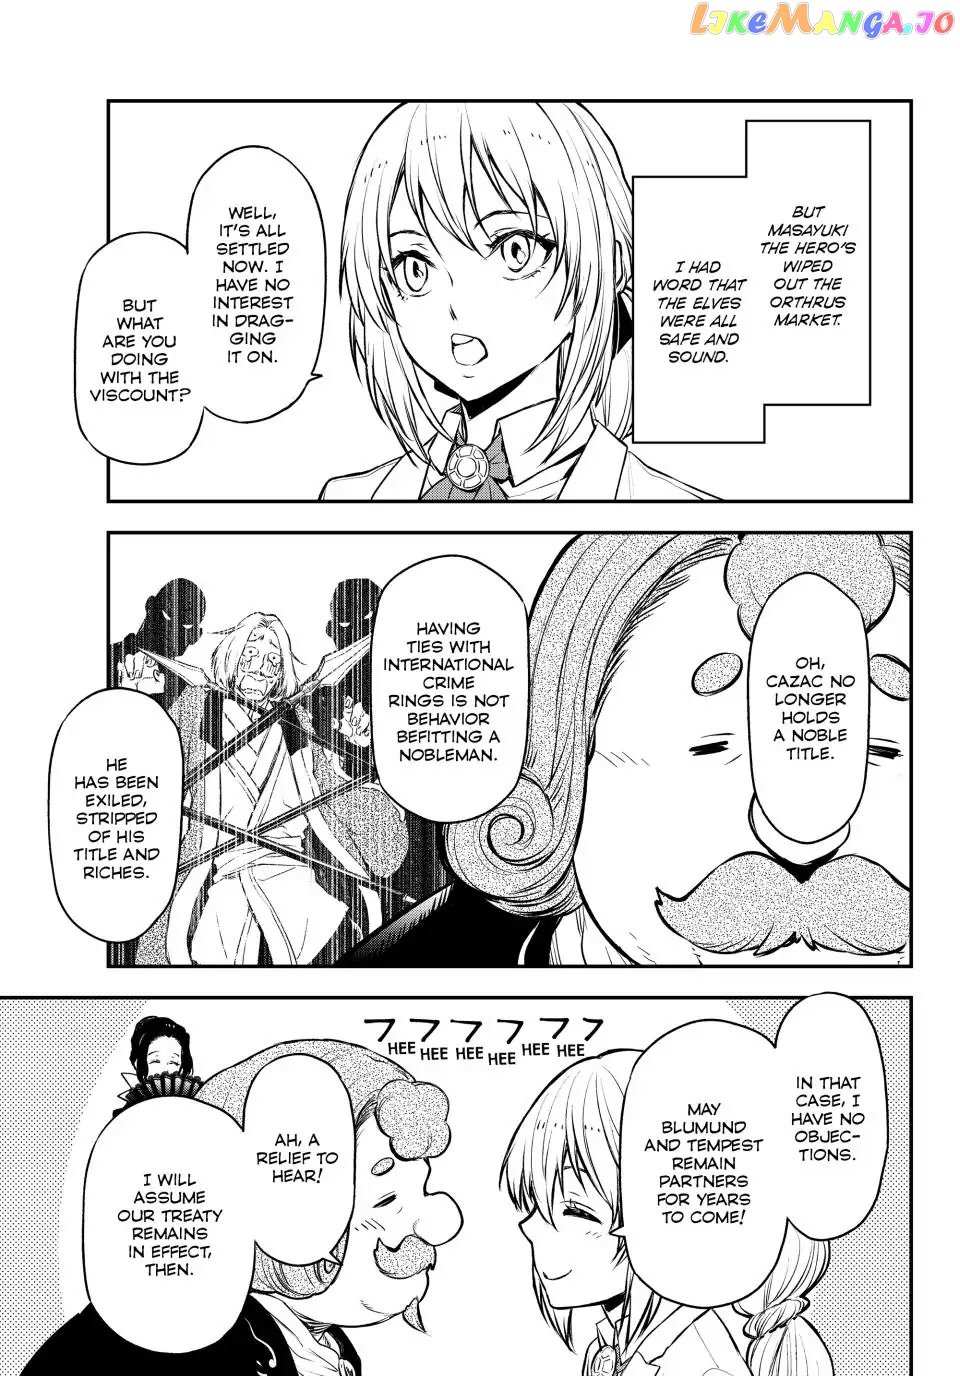 LIKEMANGA.IO
BUT
MASAYUKI
THE HERO'S
WIPED
OUT THE
ORTHRUS
MARKET.
I HAD
WORD THAT
THE ELVES
WERE ALL
SAFE AND
SOUND.
WELL,
IT'S ALL
SETTLED
NOW. I
HAVE NO
INTEREST
IN DRAG-
GING
IT ON.
BUT
WHAT
ARE YOU
DOING
WITH THE
VISCOUNT?
OH,
CAZAC NO
LONGER
HOLDS
A NOBLE
TITLE.
HAVING
TIES WITH
INTERNATIONAL
CRIME
RINGS IS NOT
BEHAVIOR
BEFITTING A
NOBLEMAN.
HE
HAS BEEN
EXILED,
STRIPPED
OF HIS
TITLE AND
RICHES.
IN THAT
CASE, I
HAVE NO
OBJEC-
TIONS.
MAY
BLUMUND
AND TEMPEST
REMAIN
PARTNERS
FOR YEARS
TO COME!
フフフフフフ
HEE HEE HEE HEE HEE HEE
AH, A
RELIEF TO
HEAR!
I WILL
ASSUME
OUR TREATY
REMAINS
IN EFFECT,
THEN.